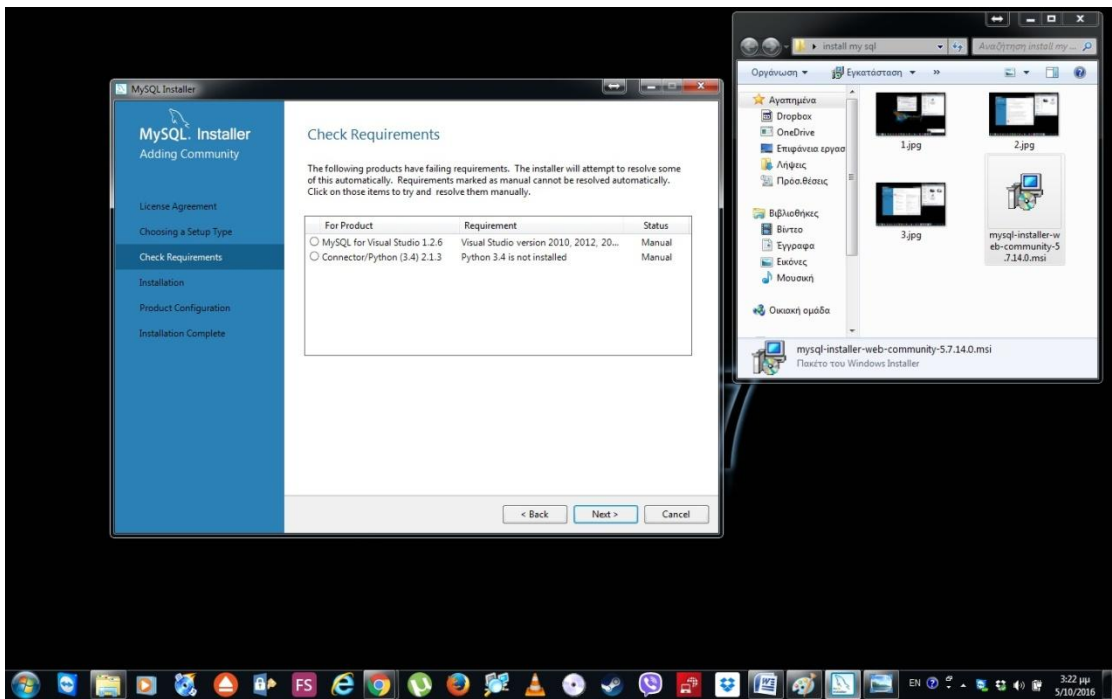 MySQL Installer
MySQL. Installer
Adding Community
License Agreement
Choosing a Setup Type
Check Requirements
Installation
Product Configuration
Installation Complete
Check Requirements
The following products have failing requirements. The installer will attempt to resolve some
of this automatically. Requirements marked as manual cannot be resolved automatically.
Click on those items to try and resolve them manually.
For Product Requirement Status
MySQL for Visual Studio 1.2.6 Visual Studio version 2010, 2012, 20... Manual
Connector/Python (3.4) 2.1.3 Python 3.4 is not installed Manual
< Back Next > Cancel
install my sql
Αναζήτηση install my ...
Οργάνωση Εγκατάσταση »
Αγαπημένα
Dropbox
OneDrive
Επιφάνεια εργασ
Λήψεις
Πρόσ.θέσεις
Βιβλιοθήκες
Βίντεο
Έγγραφα
Εικόνες
Μουσική
Οικιακή ομάδα
1.jpg
2.jpg
3.jpg
mysql-installer-w
eb-community-5
.7.14.0.msi
mysql-installer-web-community-5.7.14.0.msi
Πακέτο του Windows Installer
FS
EN
3:22 μμ
5/10/2016